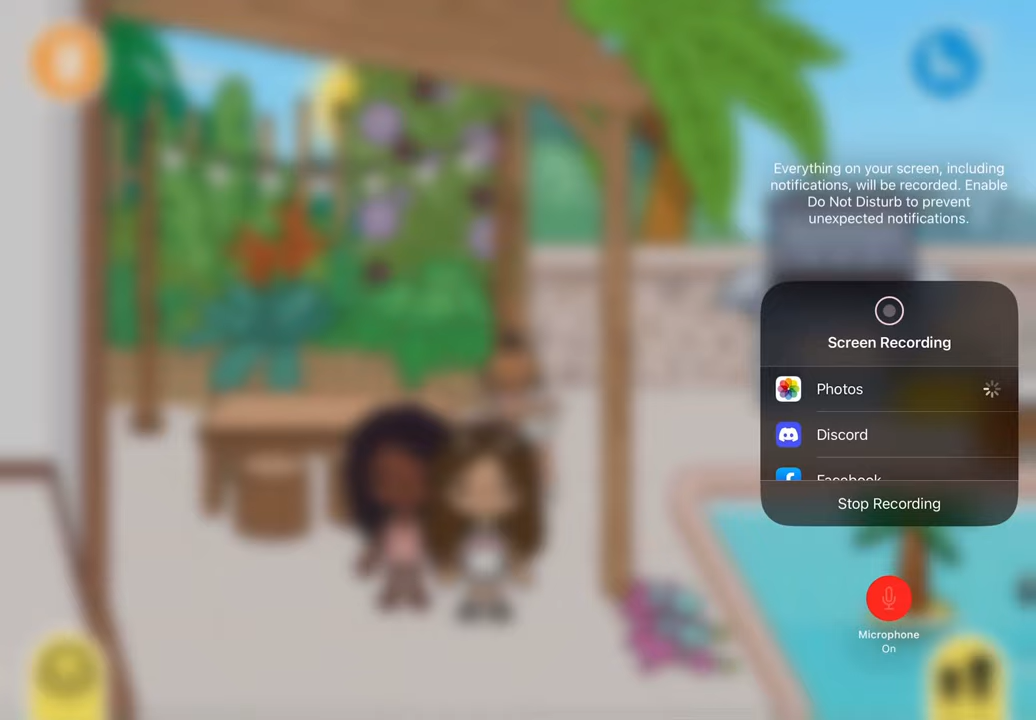 Everything on your screen, including
notifications, will be recorded. Enable
Do Not Disturb to prevent
unexpected notifications.
Screen Recording
Photos
Discord
Facebook
Stop Recording
Microphone
On